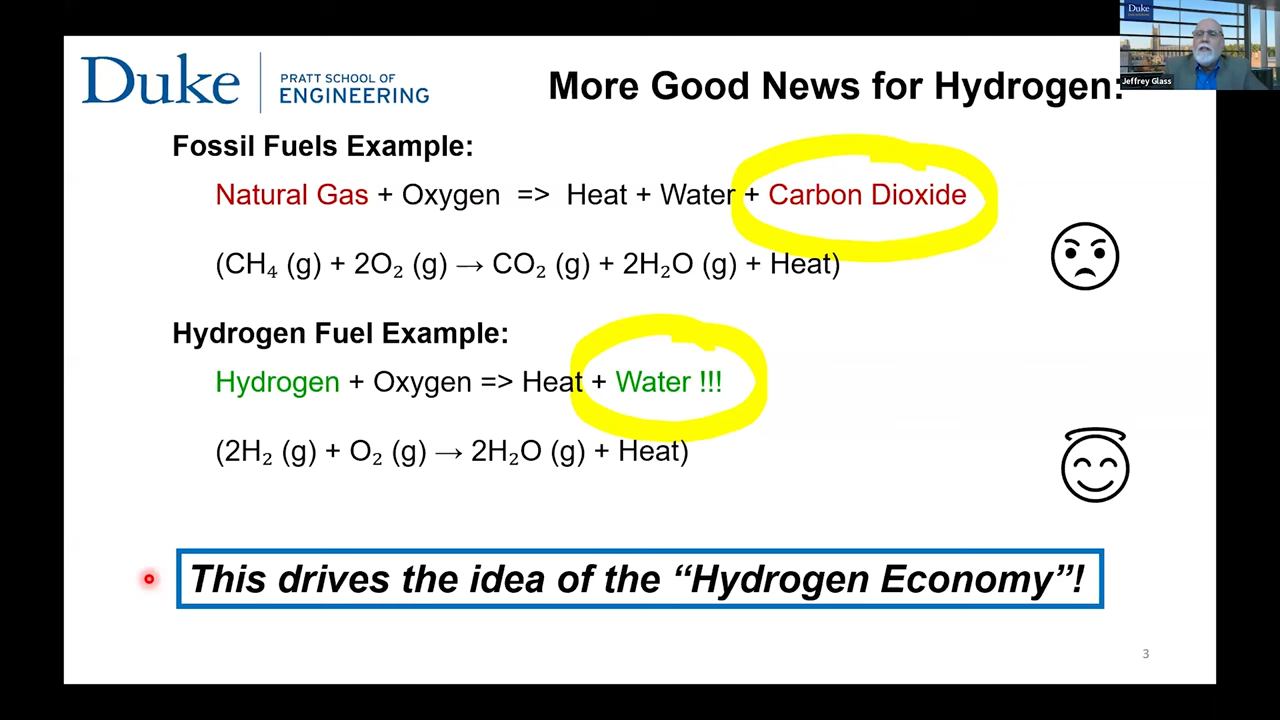 Duke
PRATT SCHOOL OF
ENGINEERING
More Good News for Hydrogen:
Duke
ENGINEERING
Jeffrey Glass
Fossil Fuels Example:
Natural Gas + Oxygen => Heat + Water + Carbon Dioxide
(CH₄ (g) + 2O₂ (g) → CO₂ (g) + 2H₂O (g) + Heat)
Hydrogen Fuel Example:
Hydrogen + Oxygen => Heat + Water !!!
(2H₂ (g) + O₂ (g) → 2H₂O (g) + Heat)
This drives the idea of the “Hydrogen Economy”!
3